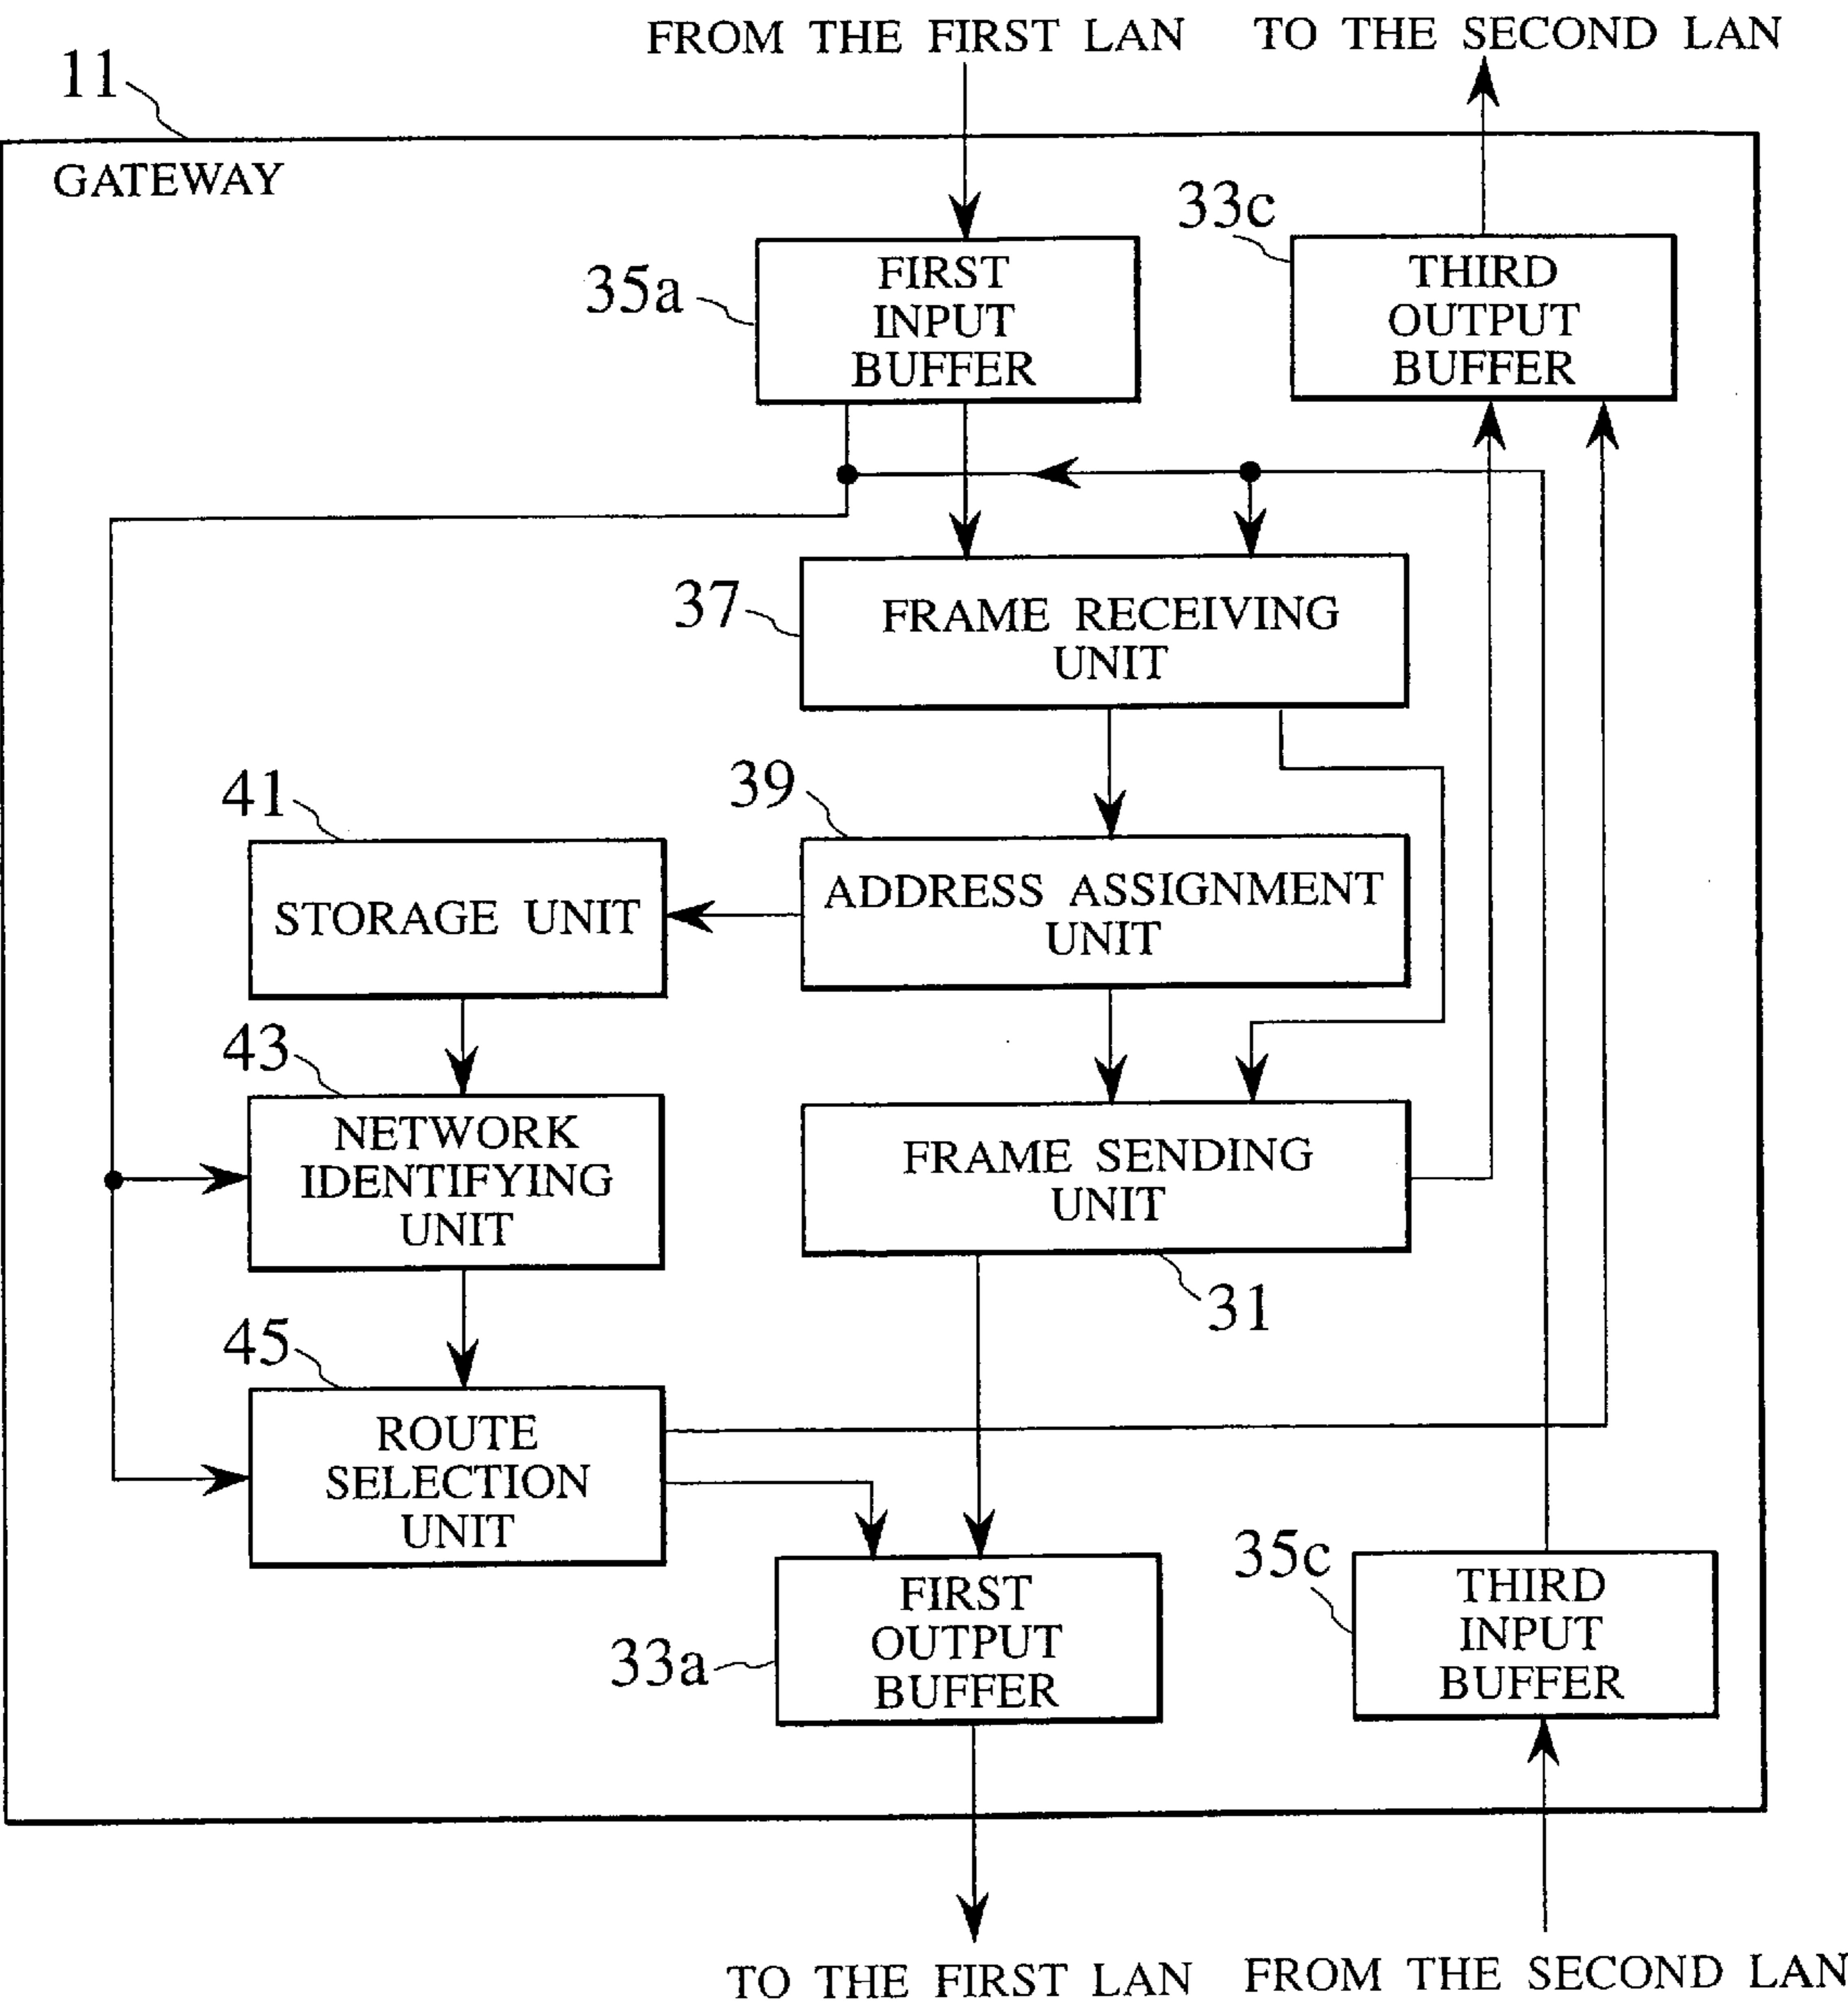 FROM THE FIRST LAN
TO THE SECOND LAN
11
GATEWAY
33c
35a
FIRST
INPUT
BUFFER
THIRD
OUTPUT
BUFFER
37
FRAME RECEIVING
UNIT
41
39
STORAGE UNIT
ADDRESS ASSIGNMENT
UNIT
43
NETWORK
IDENTIFYING
UNIT
FRAME SENDING
UNIT
31
45
ROUTE
SELECTION
UNIT
35c
33a
FIRST
OUTPUT
BUFFER
THIRD
INPUT
BUFFER
TO THE FIRST LAN
FROM THE SECOND LAN